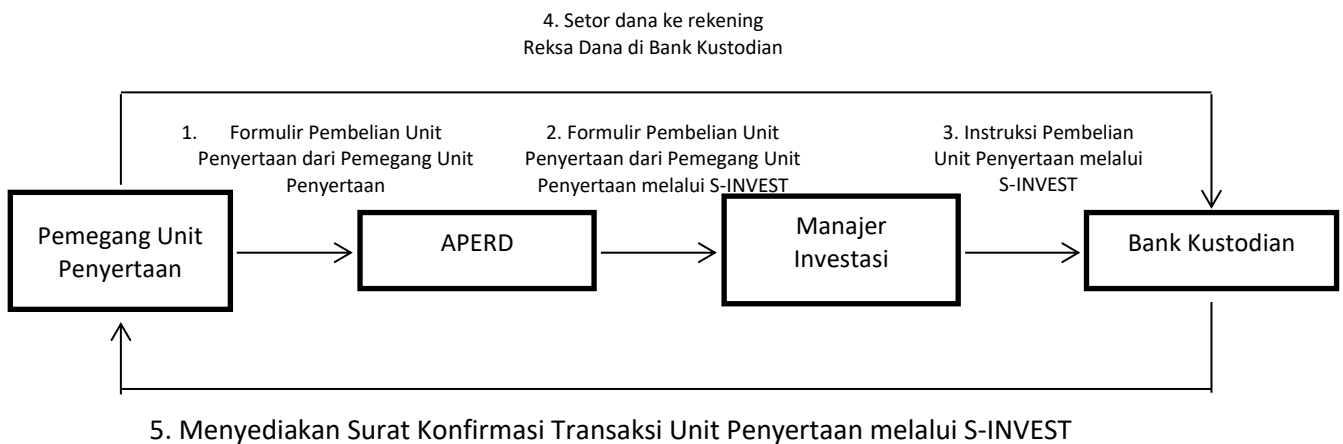 4. Setor dana ke rekening
Reksa Dana di Bank Kustodian
1. Formulir Pembelian Unit
Penyertaan dari Pemegang Unit
Penyertaan
2. Formulir Pembelian Unit
Penyertaan dari Pemegang Unit
Penyertaan melalui S-INVEST
3. Instruksi Pembelian
Unit Penyertaan melalui
S-INVEST
Pemegang Unit
Penyertaan
APERD
Manajer
Investasi
Bank Kustodian
5. Menyediakan Surat Konfirmasi Transaksi Unit Penyertaan melalui S-INVEST